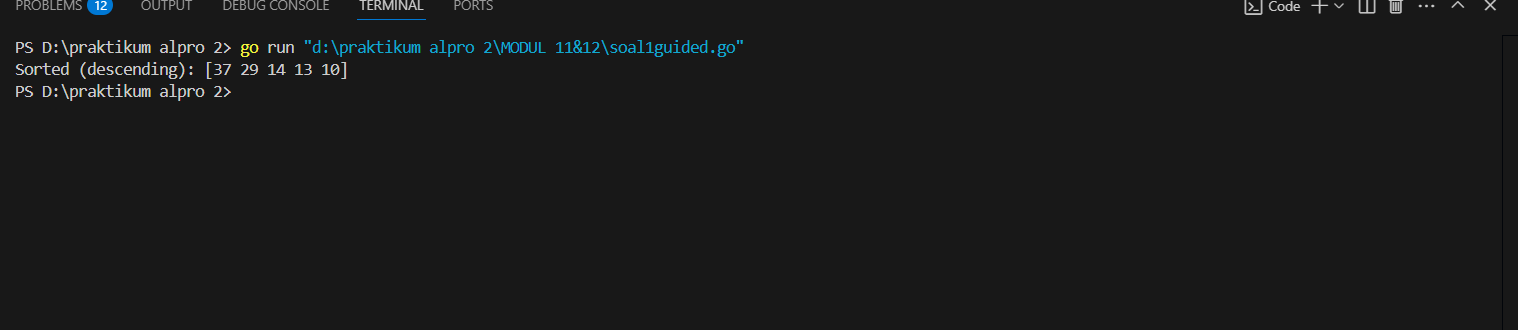 PROBLEMS 12 OUTPUT DEBUG CONSOLE TERMINAL PORTS Code
PS D:\praktikum alpro 2> go run "d:\praktikum alpro 2\MODUL 11&12\soal1guided.go"
Sorted (descending): [37 29 14 13 10]
PS D:\praktikum alpro 2>